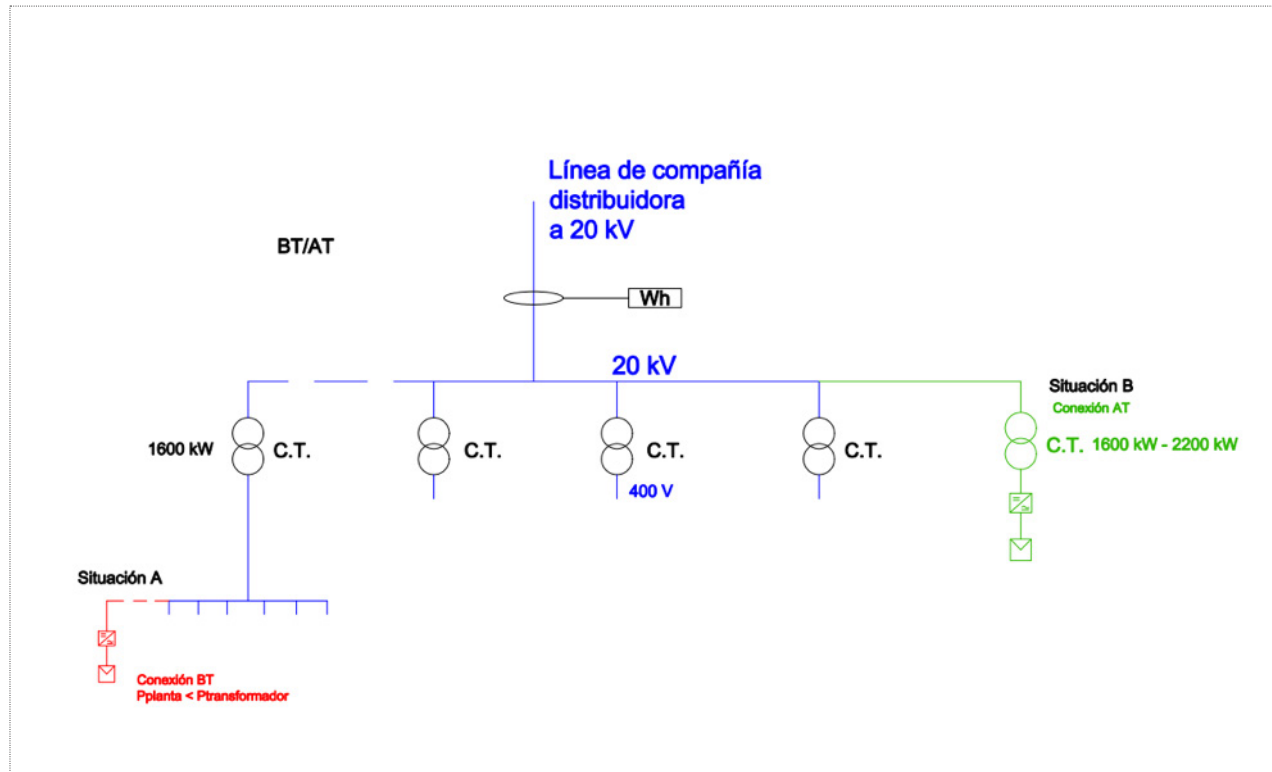 Línea de compañía
distribuidora
a 20 kV
BT/AT
Wh
20 kV
Situación B
Conexión AT
1600 kW
C.T.
C.T.
C.T.
C.T.
C.T. 1600 kW - 2200 kW
400 V
Situación A
Conexión BT
Pplanta < Ptransformador